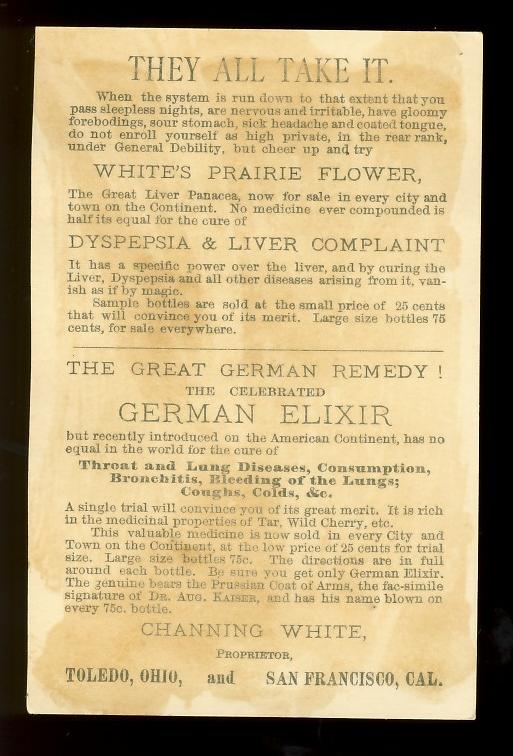 THEY ALL TAKE IT.
When the system is run down to that extent that you
pass sleepless nights, are nervous and irritable, have gloomy
forebodings, sour stomach, sick headache and coated tongue,
do not enroll yourself as high private, in the rear rank,
under General Debility, but cheer up and try
WHITE'S PRAIRIE FLOWER,
The Great Liver Panacea, now for sale in every city and
town on the Continent. No medicine ever compounded is
half its equal for the cure of
DYSPEPSIA & LIVER COMPLAINT
It has a specific power over the liver, and by curing the
Liver, Dyspepsia and all other diseases arising from it, van-
ish as if by magic.
Sample bottles are sold at the small price of 25 cents
that will convince you of its merit. Large size bottles 75
cents, for sale everywhere.
THE GREAT GERMAN REMEDY !
THE CELEBRATED
GERMAN ELIXIR
but recently introduced on the American Continent, has no
equal in the world for the cure of
Throat and Lung Diseases, Consumption,
Bronchitis, Bleeding of the Lungs;
Coughs, Colds, &c.
A single trial will convince you of its great merit. It is rich
in the medicinal properties of Tar, Wild Cherry, etc.
This valuable medicine is now sold in every City and
Town on the Continent, at the low price of 25 cents for trial
size. Large size bottles 75c. The directions are in full
around each bottle. Be sure you get only German Elixir.
The genuine bears the Prussian Coat of Arms, the fac-simile
signature of DR. AUG. KAISER, and has his name blown on
every 75c. bottle.
CHANNING WHITE,
PROPRIETOR,
TOLEDO, OHIO, and SAN FRANCISCO, CAL.